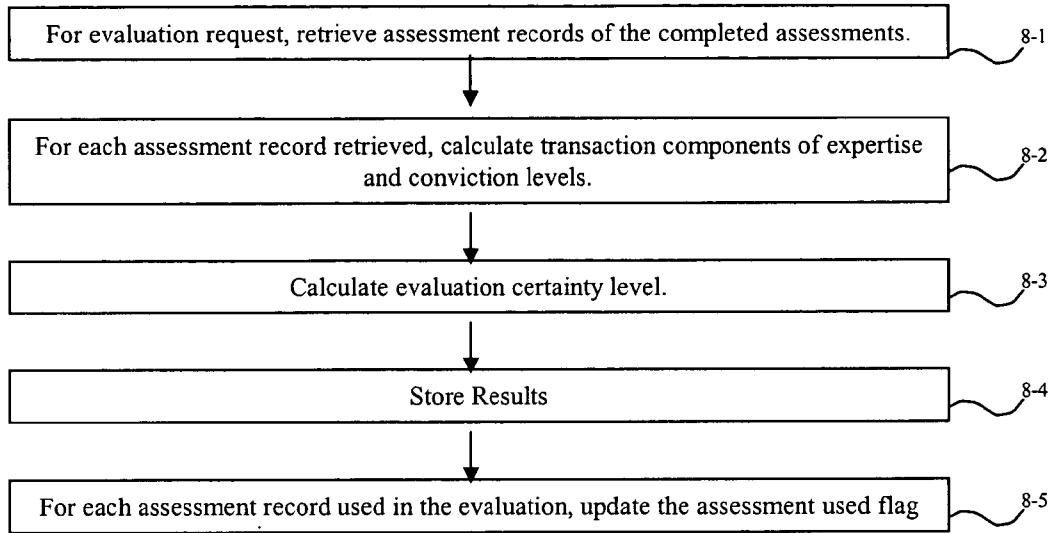 For evaluation request, retrieve assessment records of the completed assessments.
8-1
For each assessment record retrieved, calculate transaction components of expertise
and conviction levels.
8-2
Calculate evaluation certainty level.
8-3
Store Results
8-4
For each assessment record used in the evaluation, update the assessment used flag
8-5